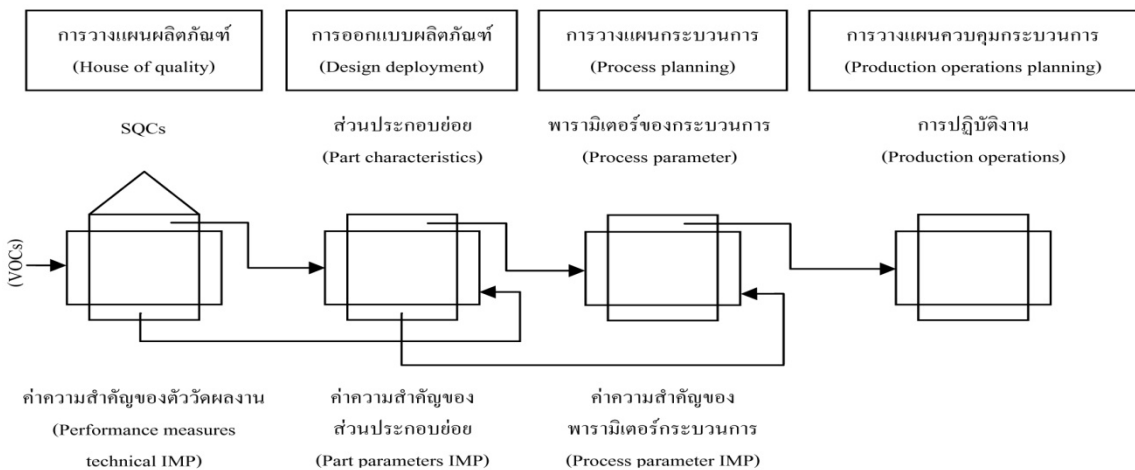 การวางแผนผลิตภัณฑ์
(House of quality)
การออกแบบผลิตภัณฑ์
(Design deployment)
การวางแผนกระบวนการ
(Process planning)
การวางแผนควบคุมกระบวนการ
(Production operations planning)
SQCs
ส่วนประกอบย่อย
(Part characteristics)
พารามิเตอร์ของกระบวนการ
(Process parameter)
การปฏิบัติงาน
(Production operations)
(VOCs)
ค่าความสำคัญของตัววัดผลงาน
(Performance measures
technical IMP)
ค่าความสำคัญของ
ส่วนประกอบย่อย
(Part parameters IMP)
ค่าความสำคัญของ
พารามิเตอร์กระบวนการ
(Process parameter IMP)